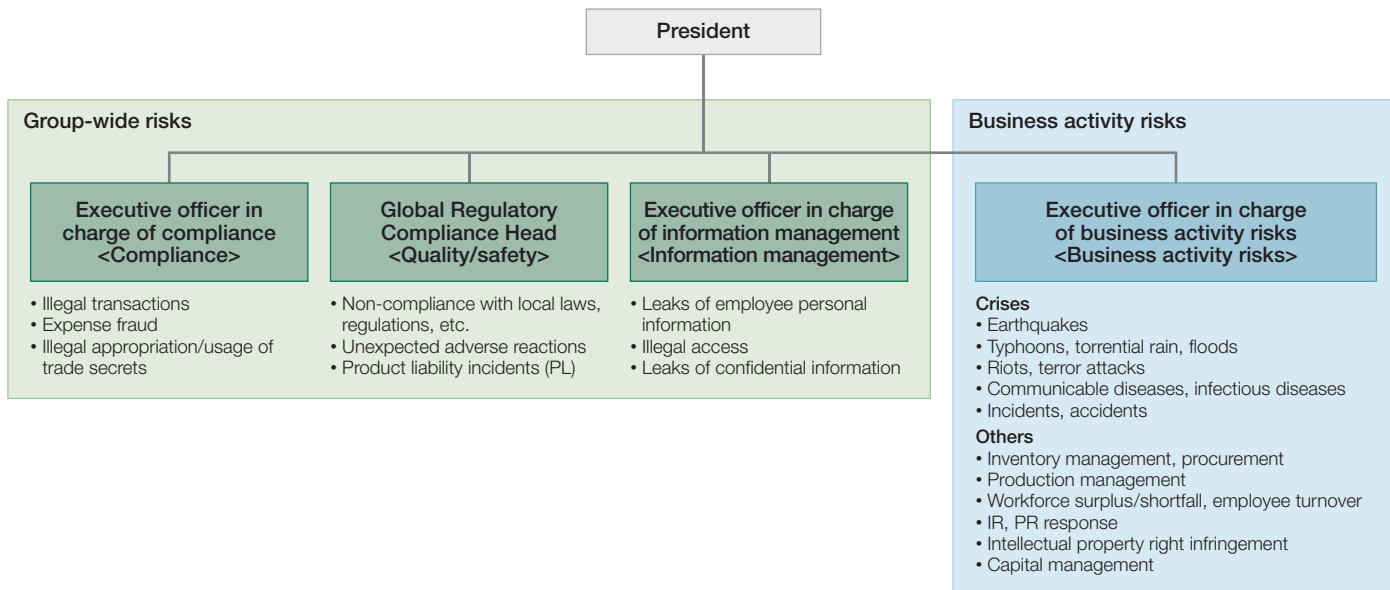 President
Group-wide risks
Executive officer in
charge of compliance
<Compliance>
• Illegal transactions
• Expense fraud
• Illegal appropriation/usage of
trade secrets
Global Regulatory
Compliance Head
<Quality/safety>
• Non-compliance with local laws,
regulations, etc.
• Unexpected adverse reactions
• Product liability incidents (PL)
Executive officer in charge
of information management
<Information management>
• Leaks of employee personal
information
• Illegal access
• Leaks of confidential information
Business activity risks
Executive officer in charge
of business activity risks
<Business activity risks>
Crises
• Earthquakes
• Typhoons, torrential rain, floods
• Riots, terror attacks
• Communicable diseases, infectious diseases
• Incidents, accidents
Others
• Inventory management, procurement
• Production management
• Workforce surplus/shortfall, employee turnover
• IR, PR response
• Intellectual property right infringement
• Capital management